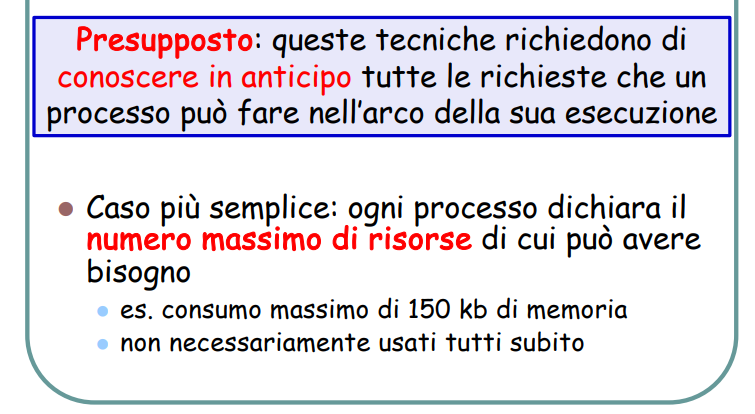 Presupposto: queste tecniche richiedono di
conoscere in anticipo tutte le richieste che un
processo può fare nell’arco della sua esecuzione
Caso più semplice: ogni processo dichiara il
numero massimo di risorse di cui può avere
bisogno
es. consumo massimo di 150 kb di memoria
non necessariamente usati tutti subito